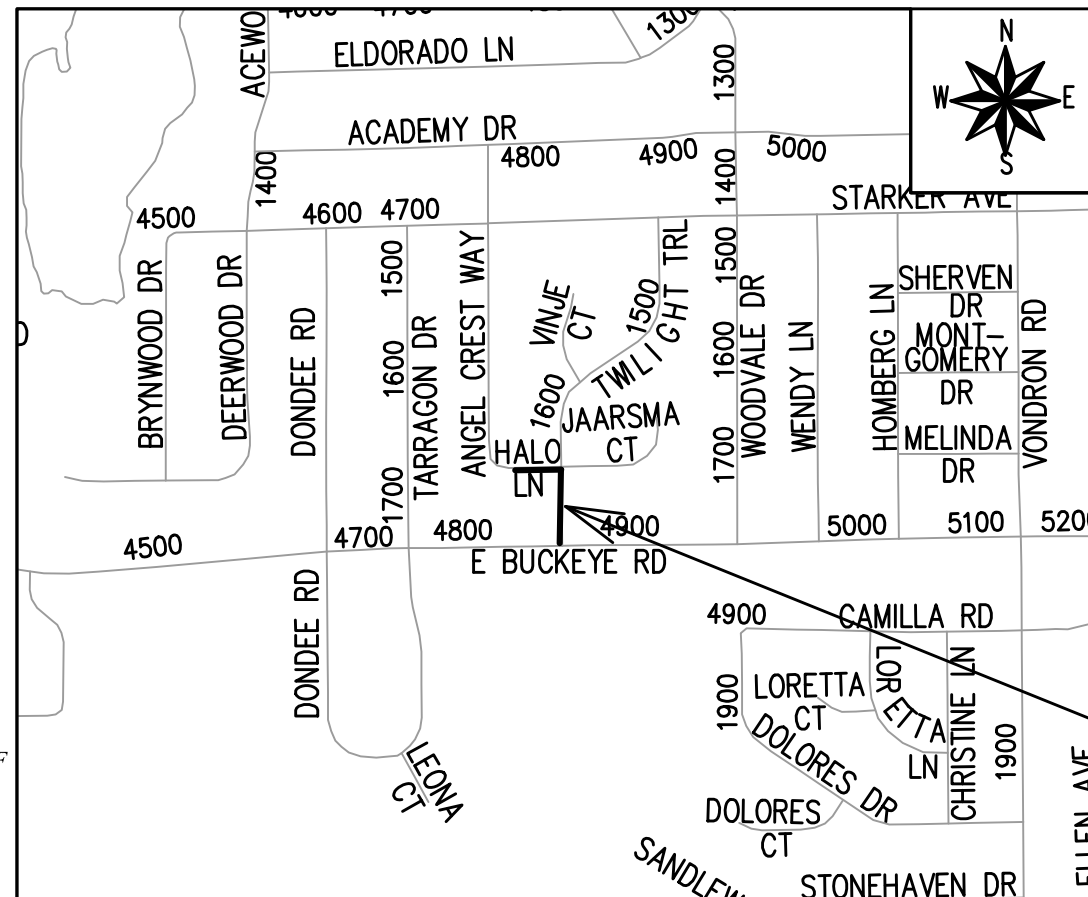 1300
ACEWO
ELDORADO LN
1300
N
W
E
S
ACADEMY DR
4800
4900
5000
1400
1400
STARKER AVE
4500
4600
4700
BRYNWOOD DR
DEERWOOD DR
DONDEE RD
1500
1600
1700
TARRAGON DR
ANGEL CREST WAY
VINJE
CT
1500
TWILIGHT TRL
1600
JAARSMA
CT
HALO
LN
1500
1600
1700
WOODVALE DR
WENDY LN
HOMBERG LN
SHERVEN
DR
MONT-
GOMERY
DR
MELINDA
DR
VONDRON RD
4500
4700
4800
4900
5000
5100
5200
E BUCKEYE RD
DONDEE RD
LEONA
CT
4900
CAMILLA RD
1900
LORETTA
CT
LORETTA
LN
CHRISTINE LN
1900
DOLORES DR
DOLORES
CT
ELLEN AVE
SANDLEW
STONEHAVEN DR
F